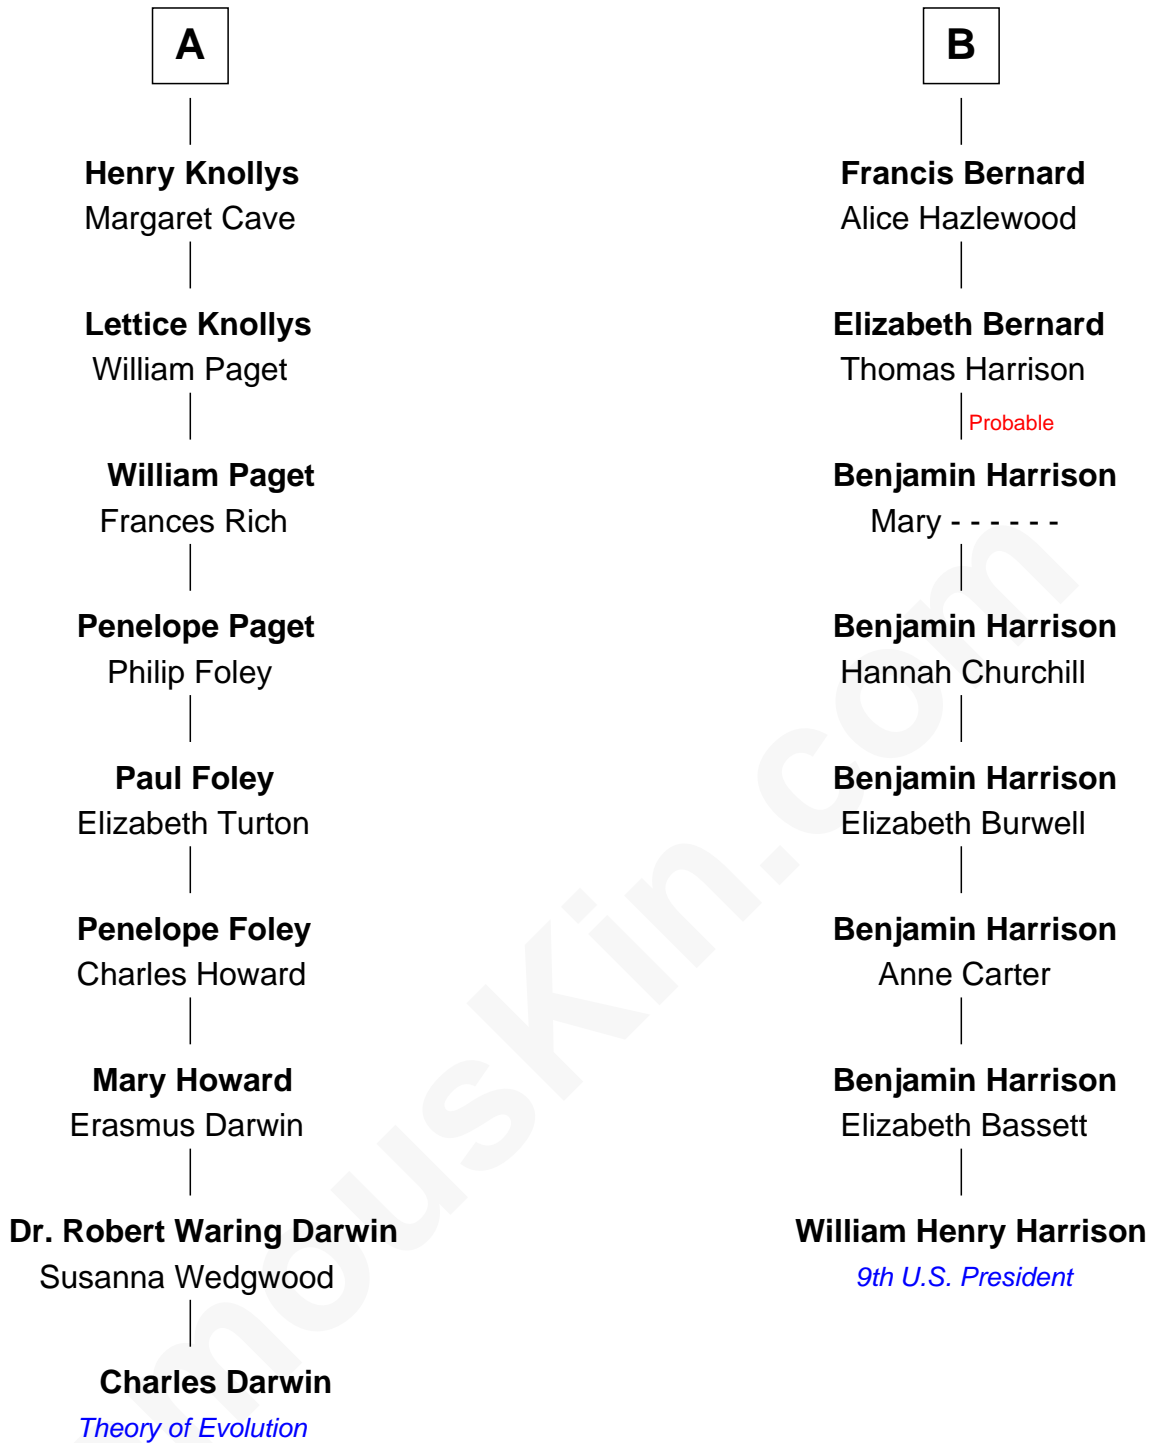 A
Henry Knollys
Margaret Cave
Lettice Knollys
William Paget
William Paget
Frances Rich
Penelope Paget
Philip Foley
Paul Foley
Elizabeth Turton
Penelope Foley
Charles Howard
Mary Howard
Erasmus Darwin
Dr. Robert Waring Darwin
Susanna Wedgwood
Charles Darwin
Theory of Evolution
B
Francis Bernard
Alice Hazlewood
Elizabeth Bernard
Thomas Harrison
Probable
Benjamin Harrison
Mary - - - - - -
Benjamin Harrison
Hannah Churchill
Benjamin Harrison
Elizabeth Burwell
Benjamin Harrison
Anne Carter
Benjamin Harrison
Elizabeth Bassett
William Henry Harrison
9th U.S. President
mousKin.com